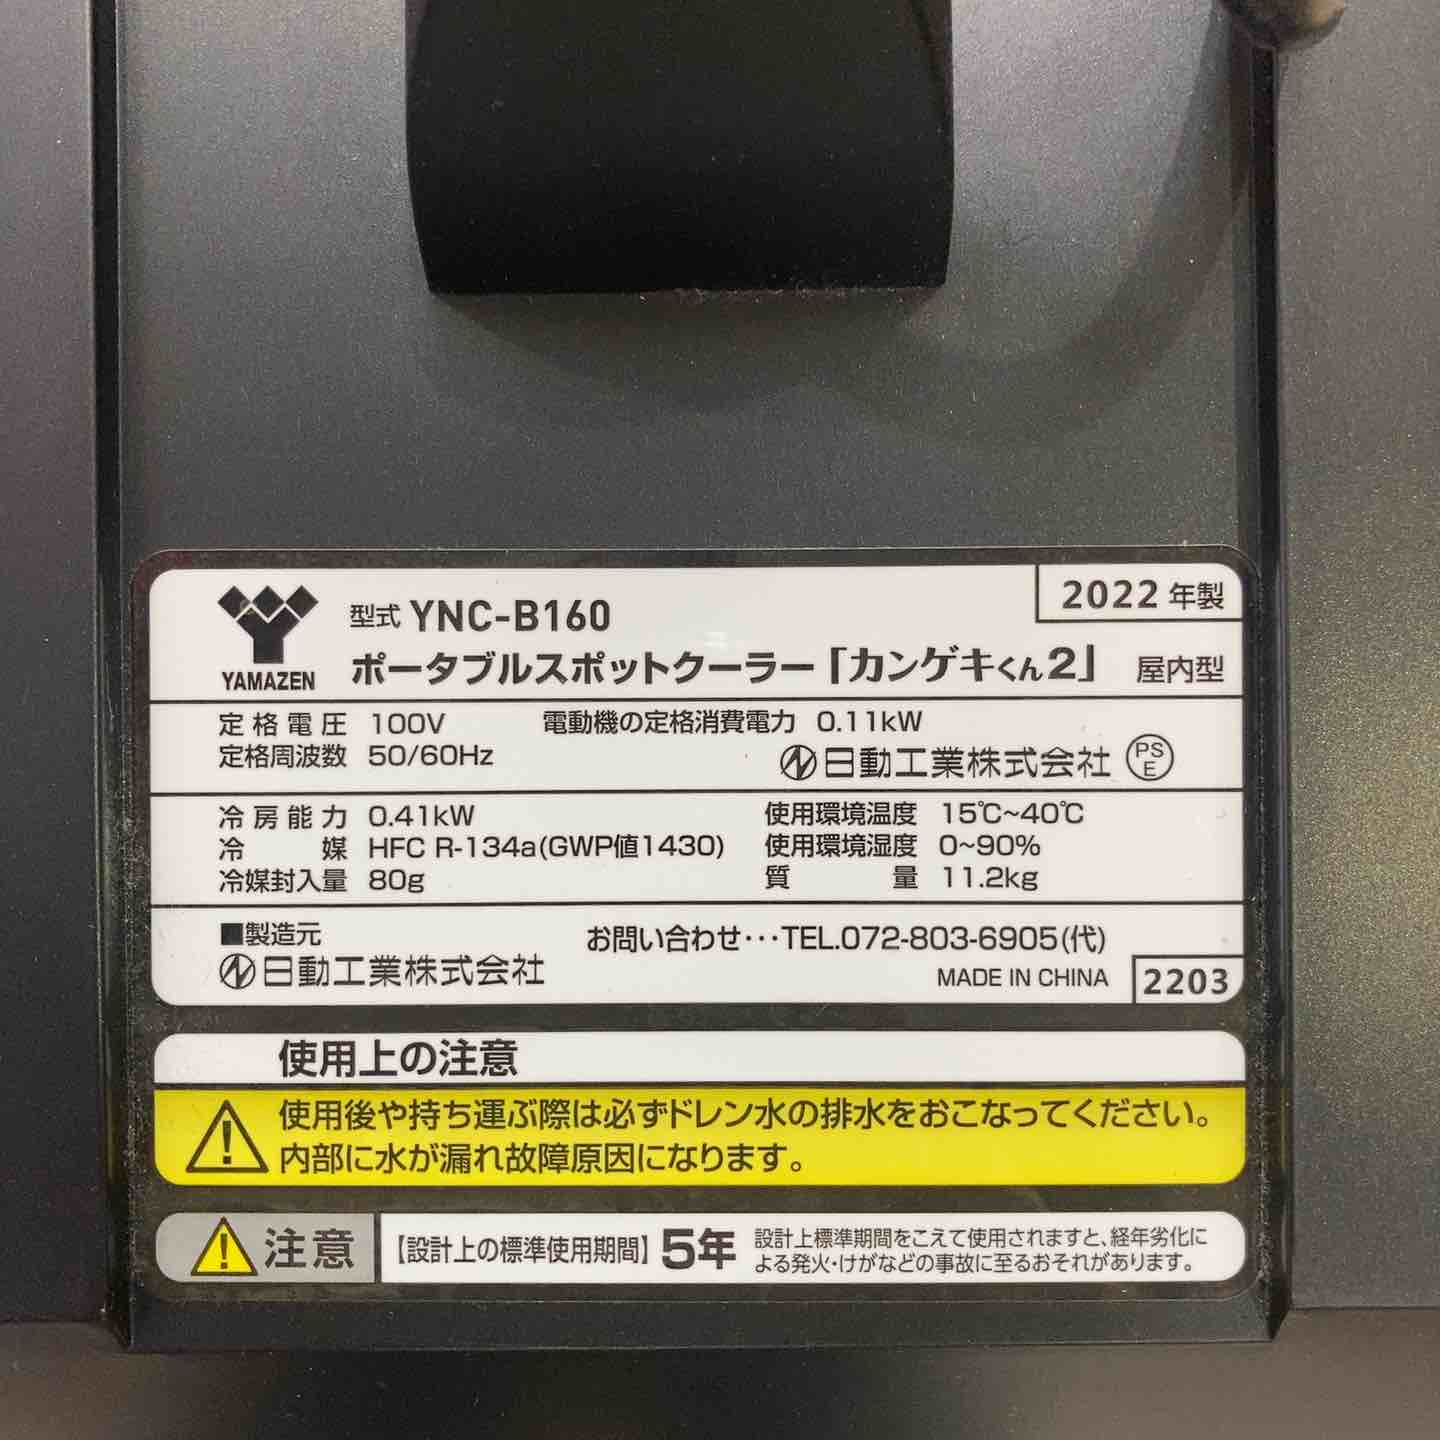 2022年製
型式 YNC-B160
YAMAZEN
ポータブルスポットクーラー「カンゲキくん2」 屋内型
定格電圧 100V 電動機の定格消費電力 0.11kW
定格周波数 50/60Hz
日動工業株式会社 PSE
冷房能力 0.41kW 使用環境温度 15℃~40℃
冷媒 HFC R-134a(GWP値1430) 使用環境湿度 0~90%
冷媒封入量 80g 質量 11.2kg
■製造元 お問い合わせ･･･TEL.072-803-6905(代)
日動工業株式会社 MADE IN CHINA 2203
使用上の注意
使用後や持ち運ぶ際は必ずドレン水の排水をおこなってください。
内部に水が漏れ故障原因になります。
注意 【設計上の標準使用期間】 5年 設計上標準期間をこえて使用されますと、経年劣化に
よる発火・けがなどの事故に至るおそれがあります。